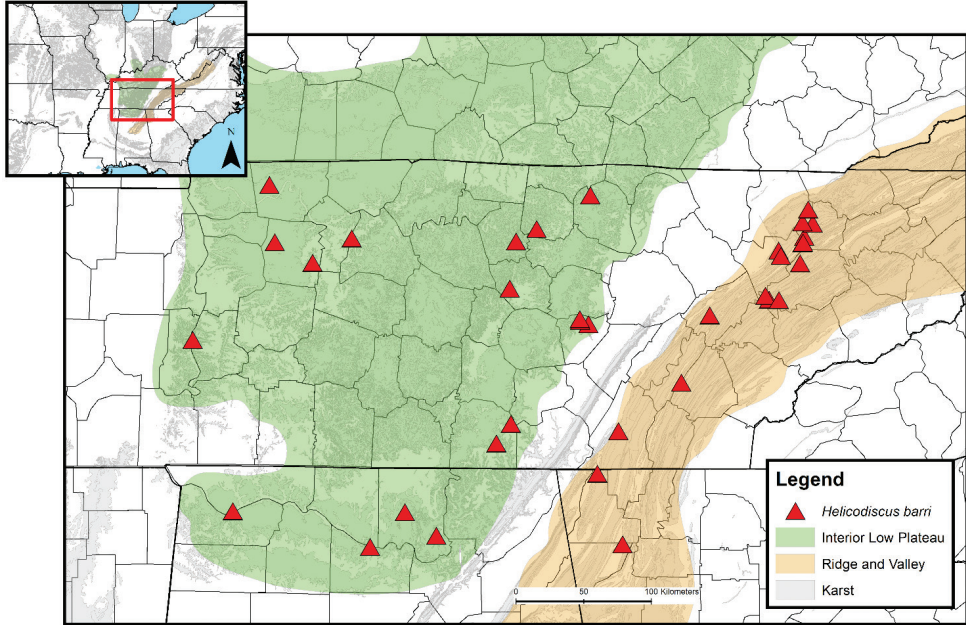 N
Legend
Helicodiscus barri
Interior Low Plateau
Ridge and Valley
Karst
0 50 100 Kilometers